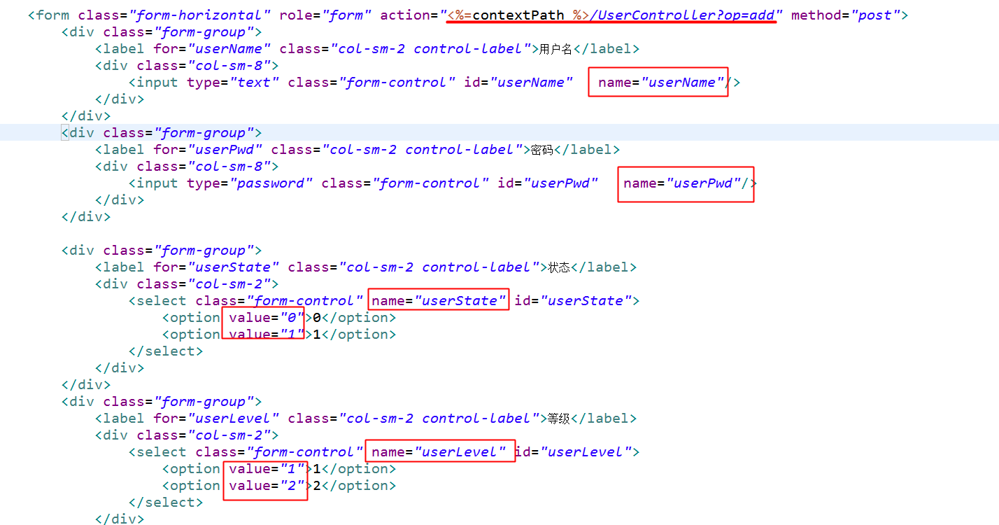 <form class="form-horizontal" role="form" action="<%=contextPath %>/UserController?op=add" method="post">
<div class="form-group">
<label for="userName" class="col-sm-2 control-label">用户名</label>
<div class="col-sm-8">
<input type="text" class="form-control" id="userName" name="userName"/>
</div>
</div>
<div class="form-group">
<label for="userPwd" class="col-sm-2 control-label">密码</label>
<div class="col-sm-8">
<input type="password" class="form-control" id="userPwd" name="userPwd"/>
</div>
</div>
<div class="form-group">
<label for="userState" class="col-sm-2 control-label">状态</label>
<div class="col-sm-2">
<select class="form-control" name="userState" id="userState">
<option value="0">0</option>
<option value="1">1</option>
</select>
</div>
</div>
<div class="form-group">
<label for="userLevel" class="col-sm-2 control-label">等级</label>
<div class="col-sm-2">
<select class="form-control" name="userLevel" id="userLevel">
<option value="1">1</option>
<option value="2">2</option>
</select>
</div>